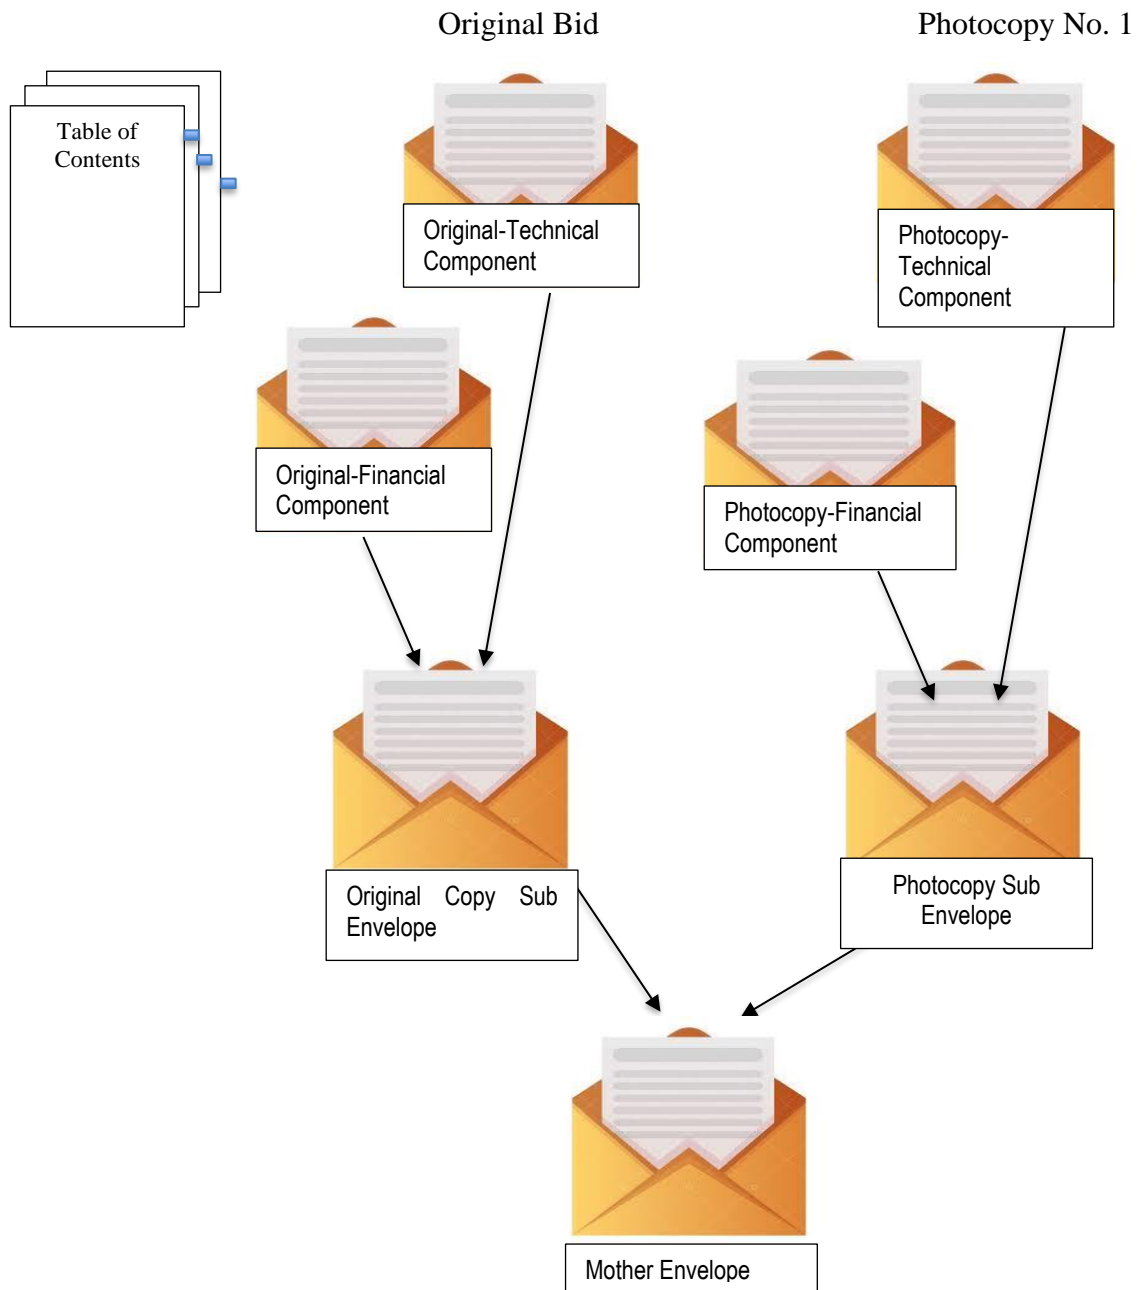 Original Bid
Photocopy No. 1
Table of
Contents
Original-Technical
Component
Photocopy-
Technical
Component
Original-Financial
Component
Photocopy-Financial
Component
Original Copy Sub
Envelope
Photocopy Sub
Envelope
Mother Envelope